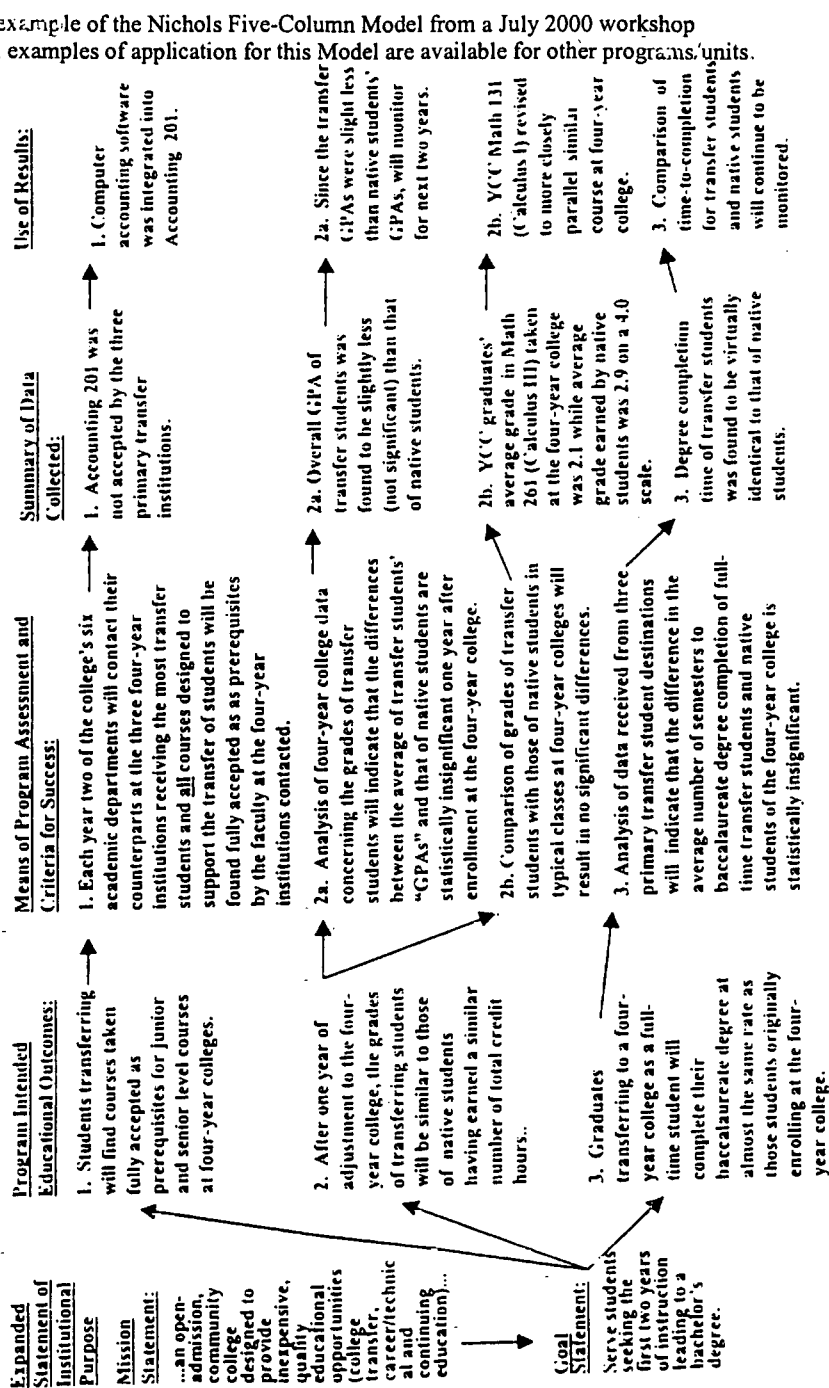 example of the Nichols Five-Column Model from a July 2000 workshop
examples of application for this Model are available for other programs/units.
Expanded
Statement of
Institutional
Purpose
Mission
Statement:
...an open-
admission,
community
college
designed to
provide
inexpensive,
quality
educational
opportunities
(college
transfer,
career/technic
al and
continuing
education)...
Goal
Statement:
Serve students
seeking the
first two years
of instruction
leading to a
bachelor's
degree.
Program Intended
Educational Outcomes:
1. Students transferring
will find courses taken
fully accepted as
prerequisites for junior
and senior level courses
at four-year colleges.
2. After one year of
adjustment to the four-
year college, the grades
of transferring students
will be similar to those
of native students
having earned a similar
number of total credit
hours..
3. Graduates
transferring to a four-
year college as a full-
time student will
complete their
baccalaureate degree at
almost the same rate as
those students originally
enrolling at the four-
year college.
Means of Program Assessment and
Criteria for Success:
1. Each year two of the college's six
academic departments will contact their
counterparts at the three four-year
institutions receiving the most transfer
students and all courses designed to
support the transfer of students will be
found fully accepted as as prerequisites
by the faculty at the four-year
institutions contacted.
2a. Analysis of four-year college data
concerning the grades of transfer
students will indicate that the differences
between the average of transfer students'
"GPAs" and that of native students are
statistically insignificant one year after
enrollment at the four-year college.
2b. Comparison of grades of transfer
students with those of native students in
typical classes at four-year colleges will
result in no significant differences.
3. Analysis of data received from three
primary transfer student destinations
will indicate that the difference in the
average number of semesters to
baccalaureate degree completion of full-
time transfer students and native
students of the four-year college is
statistically insignificant.
Summary of Data
Collected:
1. Accounting 201 was
not accepted by the three
primary transfer
institutions.
2a. Overall GPA of
transfer students was
found to be slightly less
(not significant) than that
of native students.
2b. YCC graduates'
average grade in Math
261 (Calculus III) taken
at the four-year college
was 2.1 while average
grade earned by native
students was 2.9 on a 4.0
scale.
3. Degree completion
time of transfer students
was found to be virtually
identical to that of native
students.
Use of Results:
1. Computer
accounting software
was integrated into
Accounting 201.
2a. Since the transfer
GPAs were slight less
than native students'
GPAs, will monitor
for next two years.
2b. YCC Math 131
(Calculus I) revised
to more closely
parallel similar
course at four-year
college.
3. Comparison of
time-to-completion
for transfer students
and native students
will continue to be
monitored.